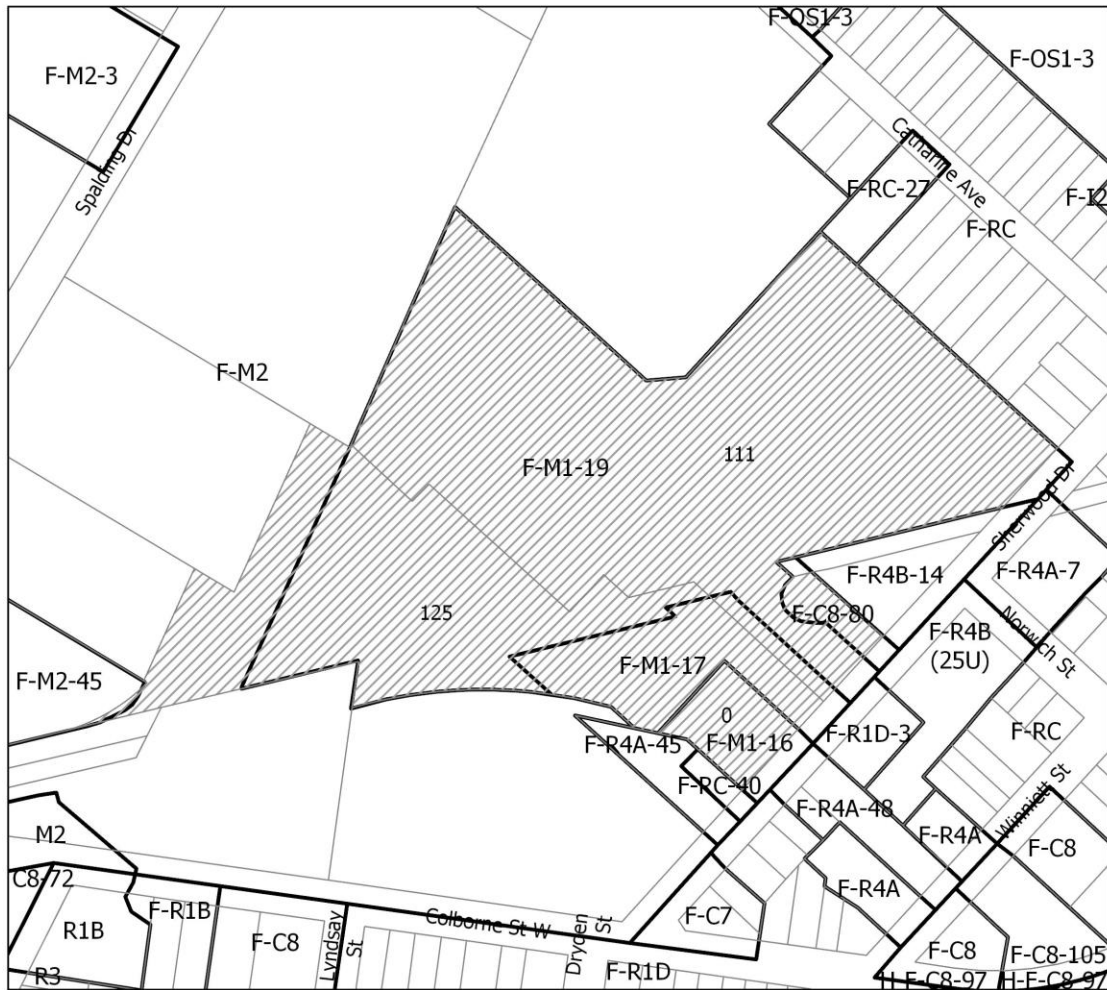 F-OS1-3
F-OS1-3
F-M2-3
Spalding Dr
Catharine Ave
F-RC-27
F-I2
F-RC
F-M2
F-M1-19
111
Sherwood Dr
F-R4B-14
F-R4A-7
F-C8-80
125
F-R4B
(25U)
Norwich St
F-M1-17
F-M2-45
0
F-R4A-45
F-M1-16
F-R1D-3
F-RC
F-RC-40
F-R4A-48
Winniett St
M2
F-R4A
F-C8
C8-72
F-R4A
F-R1B
F-C7
R1B
Colborne St W
F-C8
Lyndsay
St
Dryden
St
F-C8
F-C8-105
R3
F-R1D
H-F-C8-97
H-F-C8-97